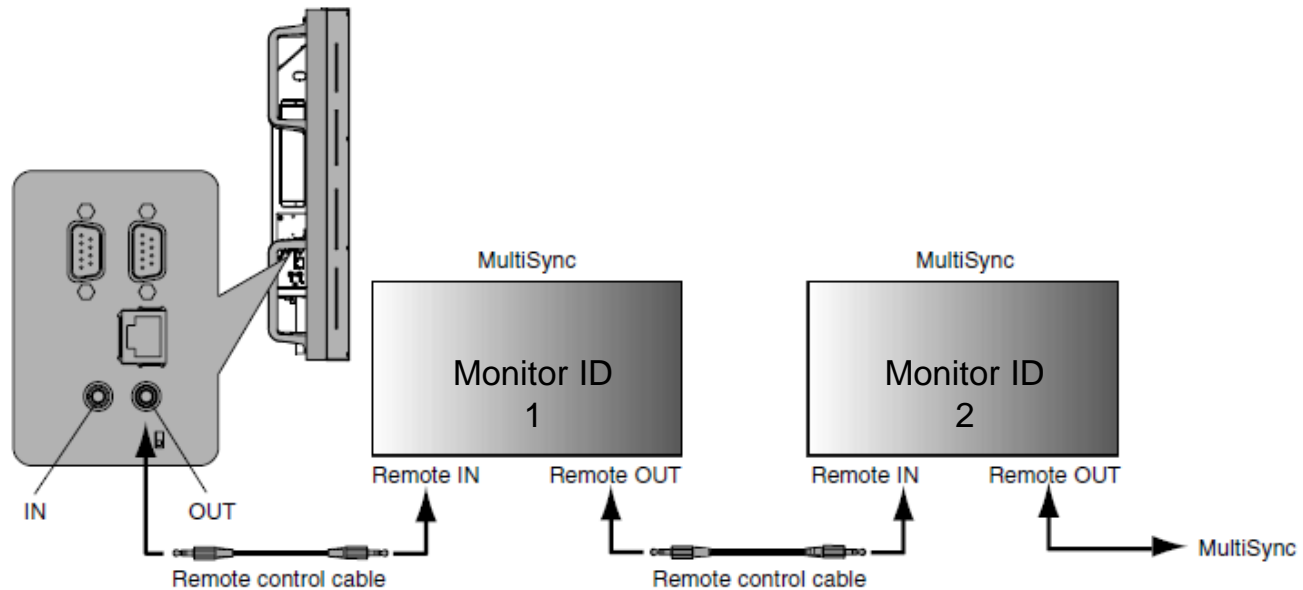 MultiSync
MultiSync
Monitor ID
1
Monitor ID
2
Remote IN
Remote OUT
Remote IN
Remote OUT
IN
OUT
MultiSync
Remote control cable
Remote control cable